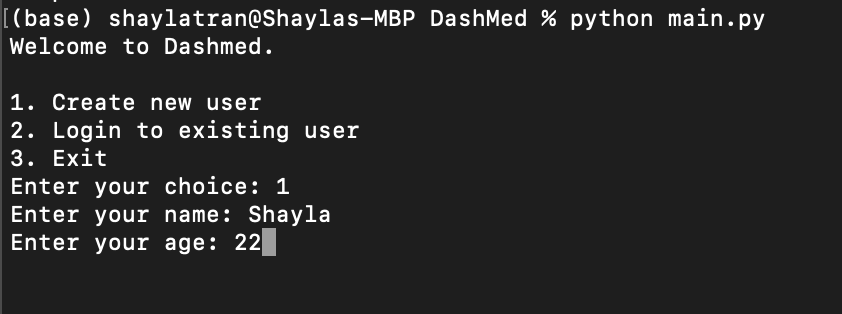 [(base) shaylatran@Shaylas-MBP DashMed % python main.py
Welcome to Dashmed.
1. Create new user
2. Login to existing user
3. Exit
Enter your choice: 1
Enter your name: Shayla
Enter your age: 22